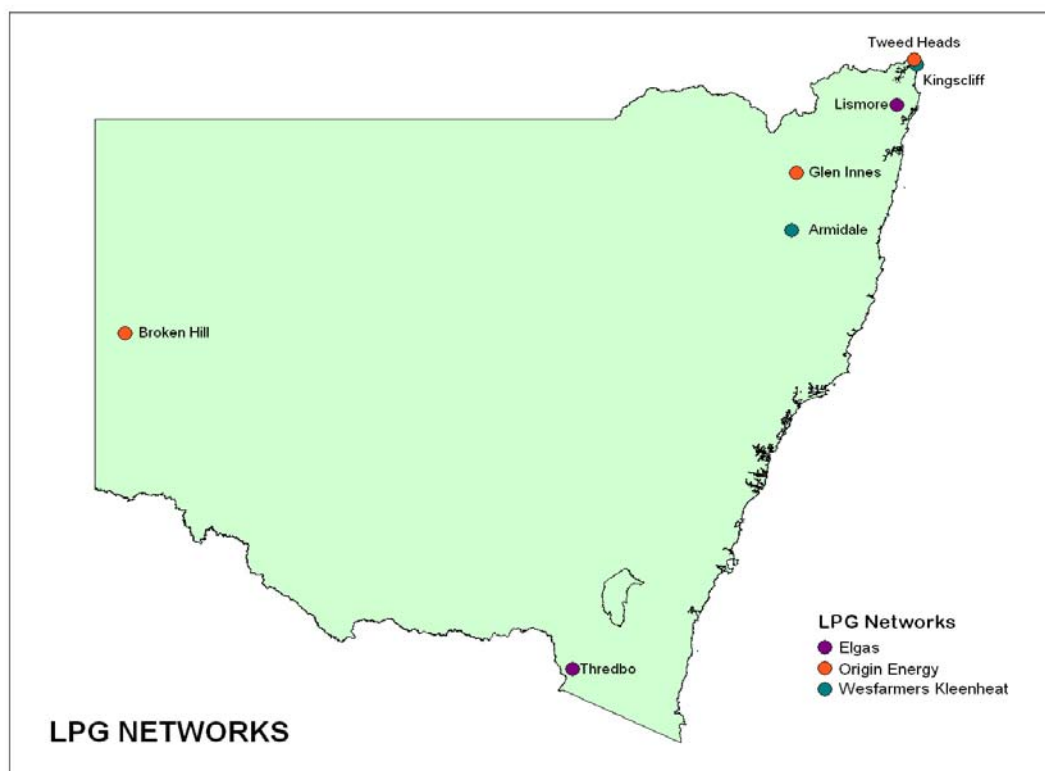 Tweed Heads
Kingscliff
Lismore
Glen Innes
Armidale
Broken Hill
LPG Networks
Elgas
Origin Energy
Wesfarmers Kleenheat
Thredbo
LPG NETWORKS